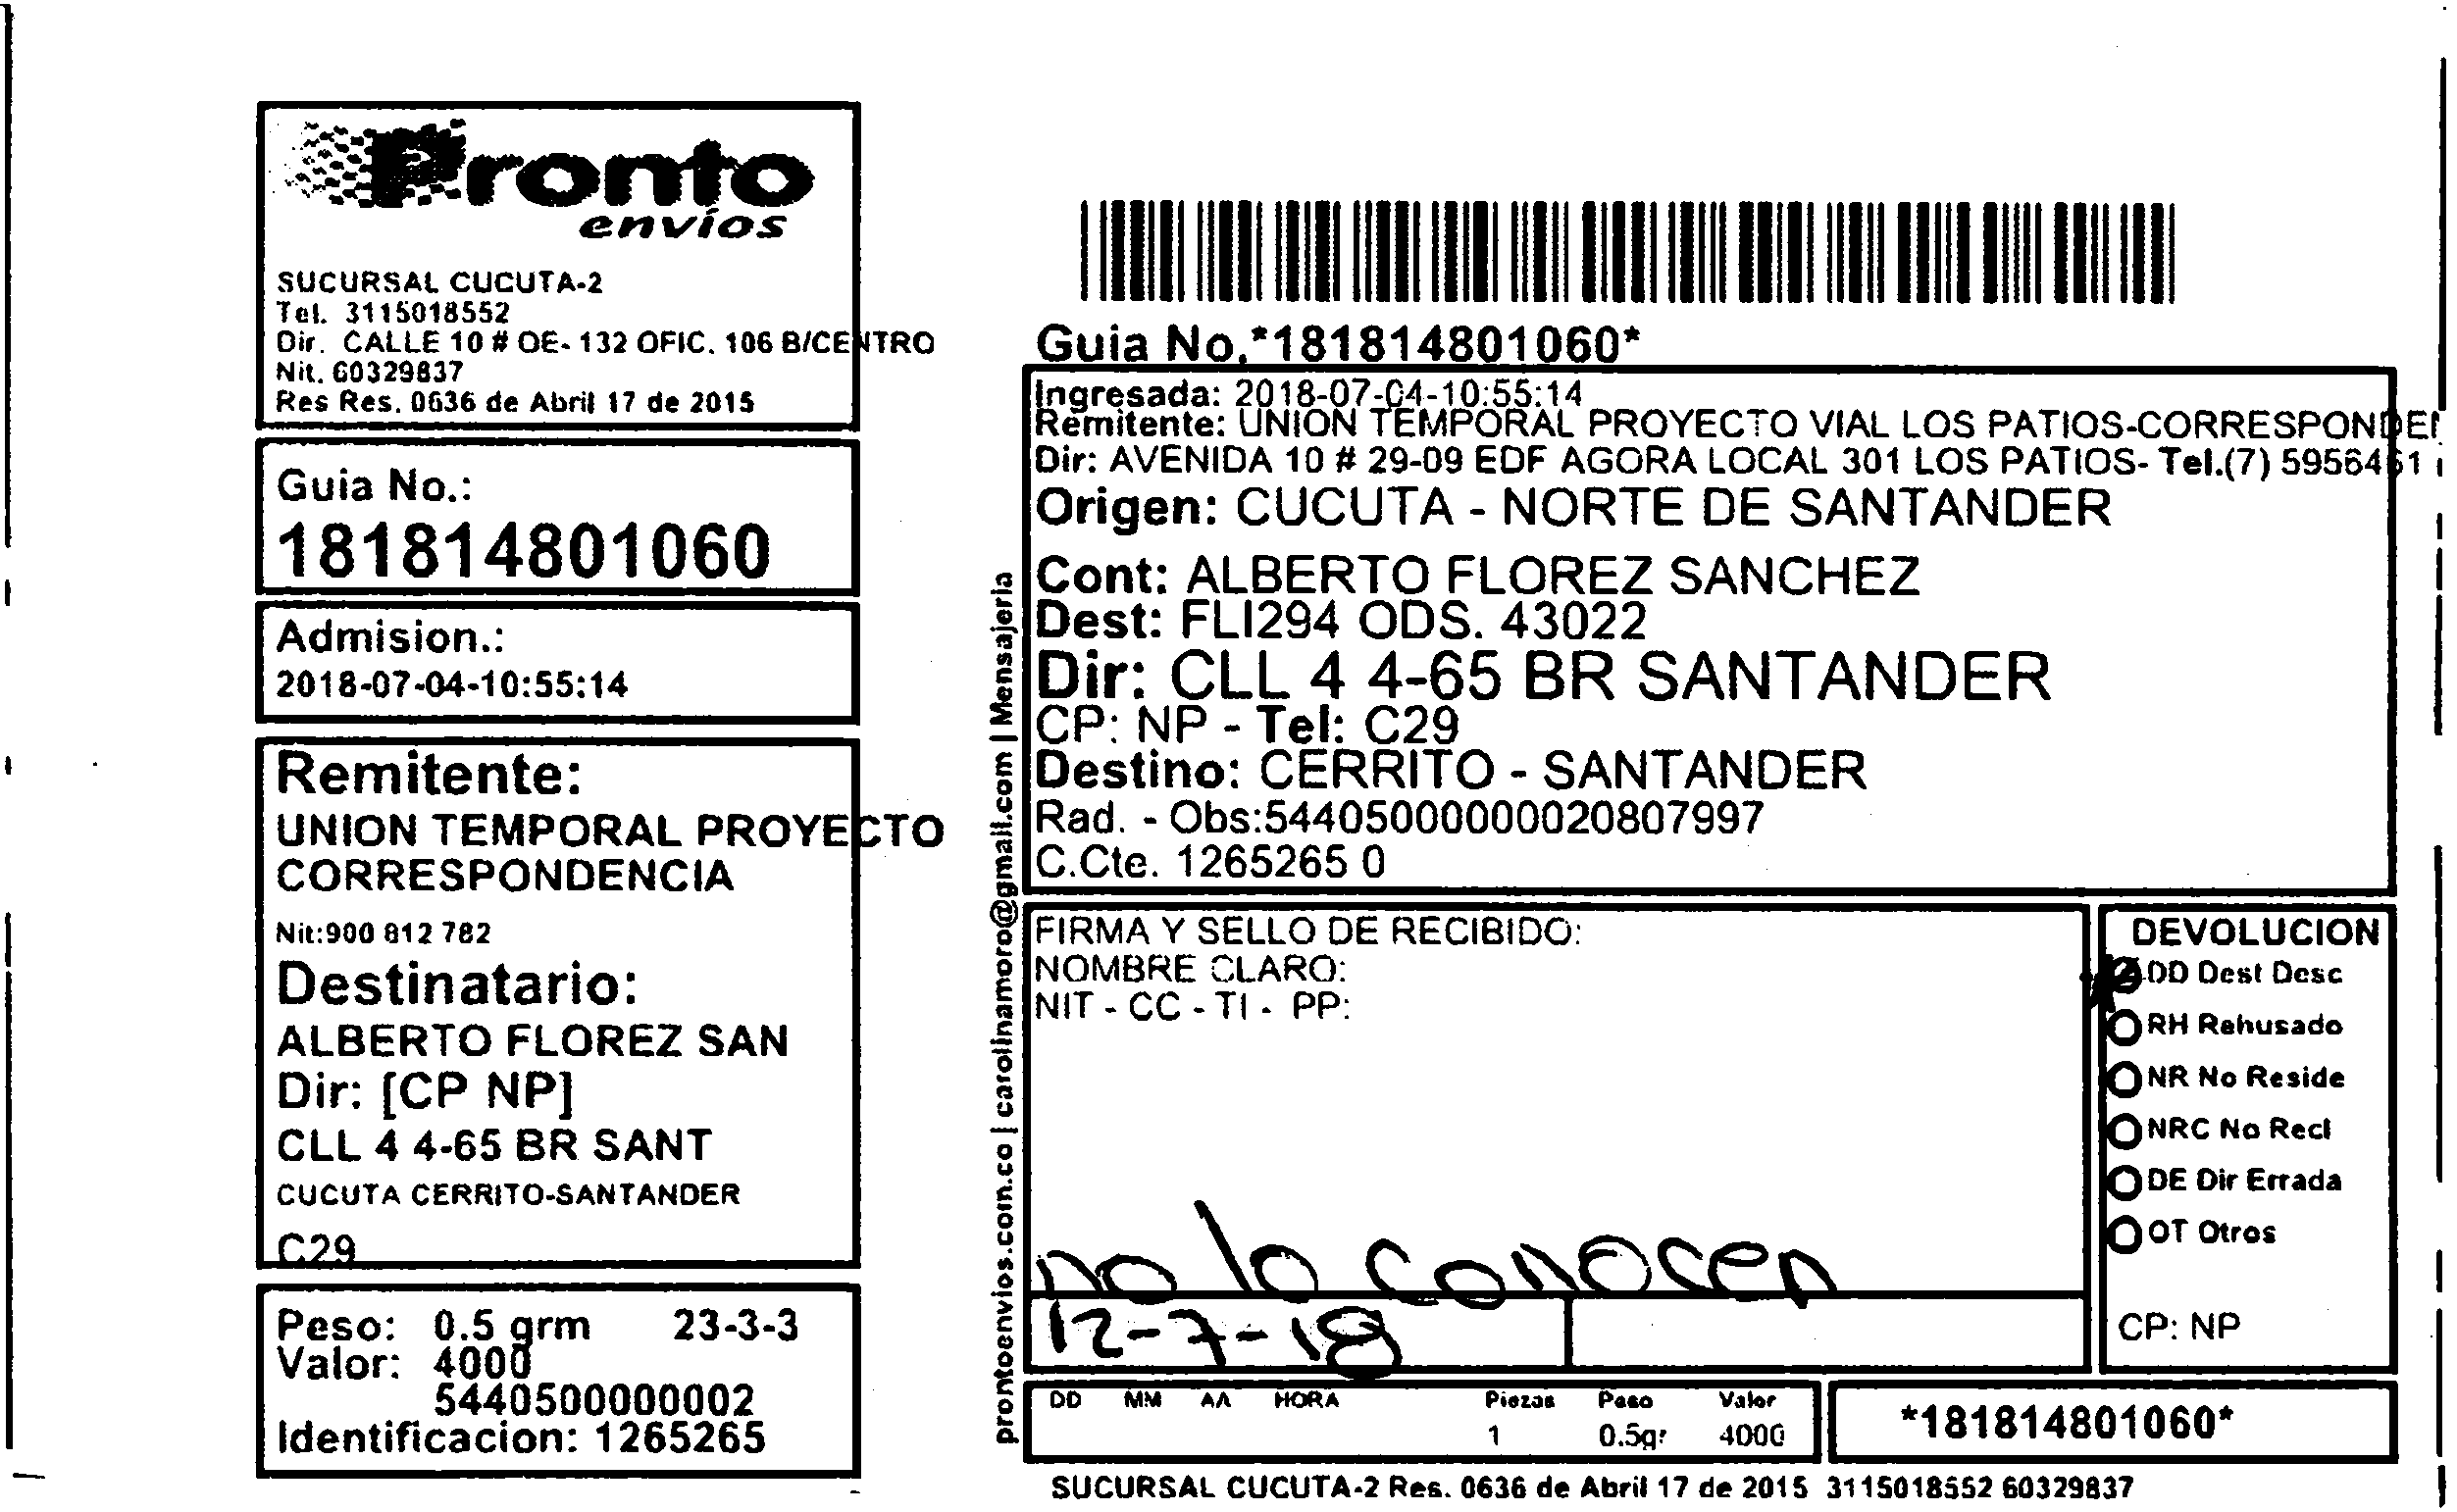 Pronto
envíos
SUCURSAL CUCUTA-2
Tel. 3115018552
Dir. CALLE 10 # OE- 132 OFIC. 106 B/CENTRO
Nit. 60329837
Res Res. 0636 de Abril 17 de 2015
Guia No.:
181814801060
Admision.:
2018-07-04-10:55:14
Remitente:
UNION TEMPORAL PROYECTO
CORRESPONDENCIA
Nit:900 812 782
Destinatario:
ALBERTO FLOREZ SAN
Dir: [CP NP]
CLL 4 4-65 BR SANT
CUCUTA CERRITO-SANTANDER
C29
Peso: 0.5 grm 23-3-3
Valor: 4000
5440500000002
Identificacion: 1265265
prontoenvios.com.co | carolinamoro@gmail.com | Mensajeria
Guia No.*181814801060*
Ingresada: 2018-07-04-10:55:14
Remitente: UNION TEMPORAL PROYECTO VIAL LOS PATIOS-CORRESPONDEN
Dir: AVENIDA 10 # 29-09 EDF AGORA LOCAL 301 LOS PATIOS- Tel.(7) 5956461
Origen: CUCUTA - NORTE DE SANTANDER
Cont: ALBERTO FLOREZ SANCHEZ
Dest: FLI294 ODS. 43022
Dir: CLL 4 4-65 BR SANTANDER
CP: NP - Tel: C29
Destino: CERRITO - SANTANDER
Rad. - Obs:544050000000020807997
C.Cte. 1265265 0
FIRMA Y SELLO DE RECIBIDO:
NOMBRE CLARO:
NIT - CC - TI - PP:
no lo conocen
12-7-18
DEVOLUCION
DD Dest Desc
RH Rehusado
NR No Reside
NRC No Recl
DE Dir Errada
OT Otros
CP: NP
DD MM AA HORA Piezas Peso Valor
1 0.5gr 4000
*181814801060*
SUCURSAL CUCUTA-2 Res. 0636 de Abril 17 de 2015 3115018552 60329837